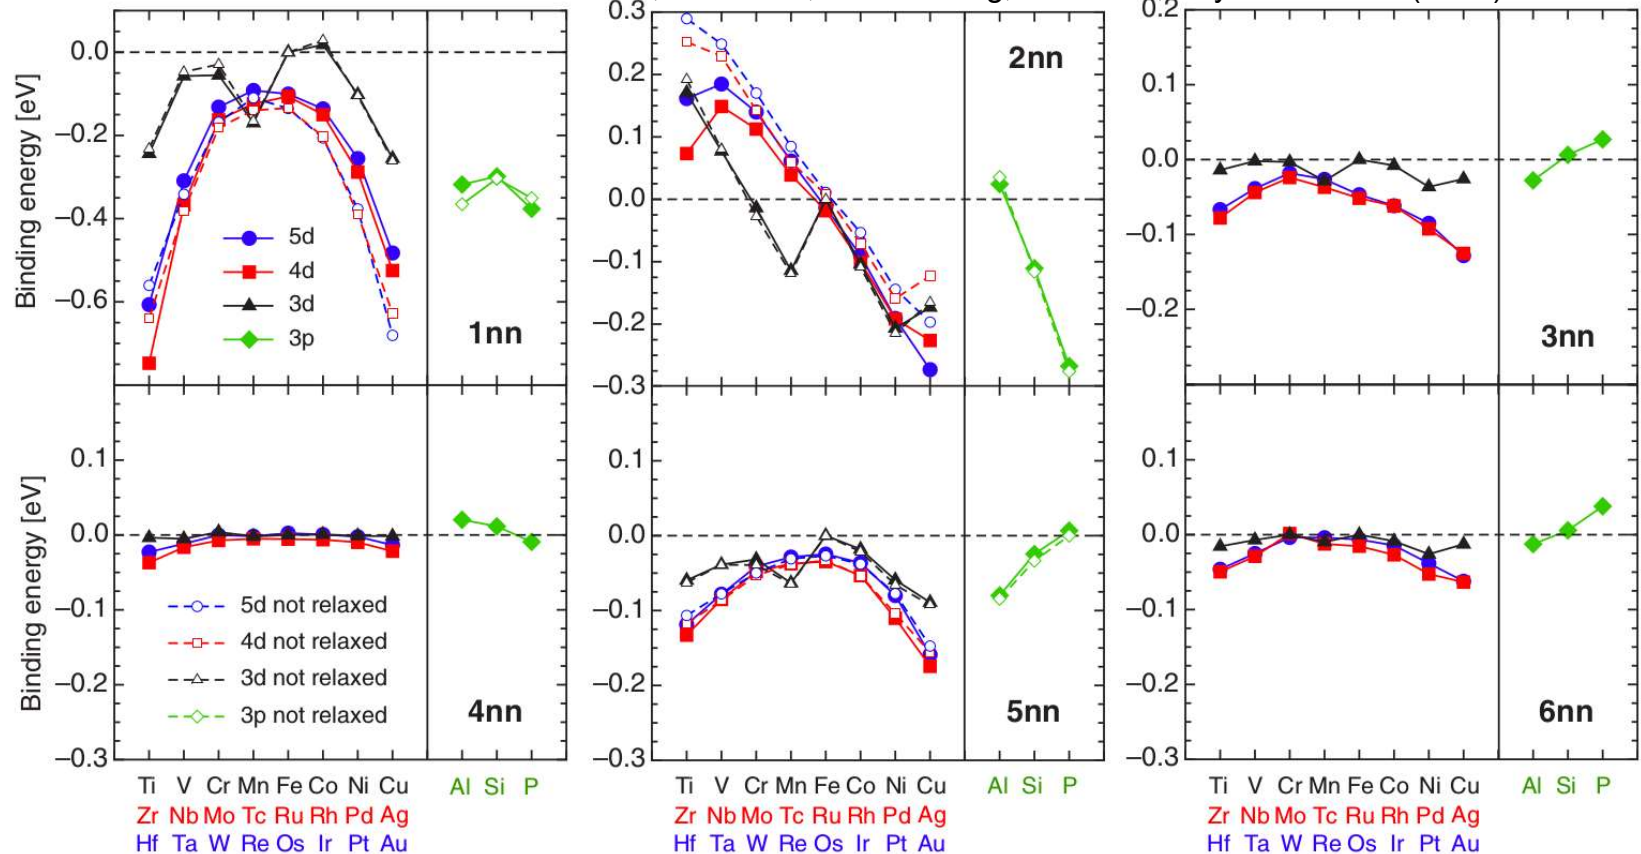 0.0
−0.2
−0.4
−0.6
Binding energy [eV]
5d
4d
3d
3p
1nn
0.3
0.2
0.1
0.0
−0.1
−0.2
−0.3
2nn
0.2
0.1
0.0
−0.1
−0.2
3nn
0.1
0.0
−0.1
−0.2
−0.3
Binding energy [eV]
5d not relaxed
4d not relaxed
3d not relaxed
3p not relaxed
4nn
0.1
0.0
−0.1
−0.2
−0.3
5nn
0.1
0.0
−0.1
−0.2
−0.3
6nn
Ti V Cr Mn Fe Co Ni Cu Al Si P
Zr Nb Mo Tc Ru Rh Pd Ag
Hf Ta W Re Os Ir Pt Au
Ti V Cr Mn Fe Co Ni Cu Al Si P
Zr Nb Mo Tc Ru Rh Pd Ag
Hf Ta W Re Os Ir Pt Au
Ti V Cr Mn Fe Co Ni Cu Al Si P
Zr Nb Mo Tc Ru Rh Pd Ag
Hf Ta W Re Os Ir Pt Au